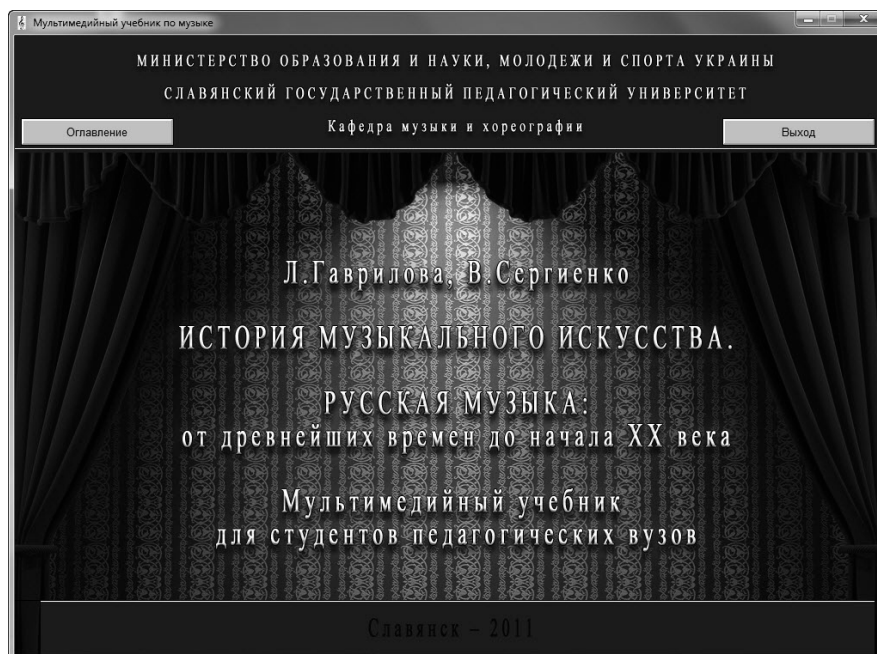 Мультимедийный учебник по музыке
МИНИСТЕРСТВО ОБРАЗОВАНИЯ И НАУКИ, МОЛОДЕЖИ И СПОРТА УКРАИНЫ
СЛАВЯНСКИЙ ГОСУДАРСТВЕННЫЙ ПЕДАГОГИЧЕСКИЙ УНИВЕРСИТЕТ
Кафедра музыки и хореографии
Оглавление
Выход
Л.Гаврилова, В.Сергиенко
ИСТОРИЯ МУЗЫКАЛЬНОГО ИСКУССТВА.
РУССКАЯ МУЗЫКА:
от древнейших времен до начала XX века
Мультимедийный учебник
для студентов педагогических вузов
Славянск – 2011